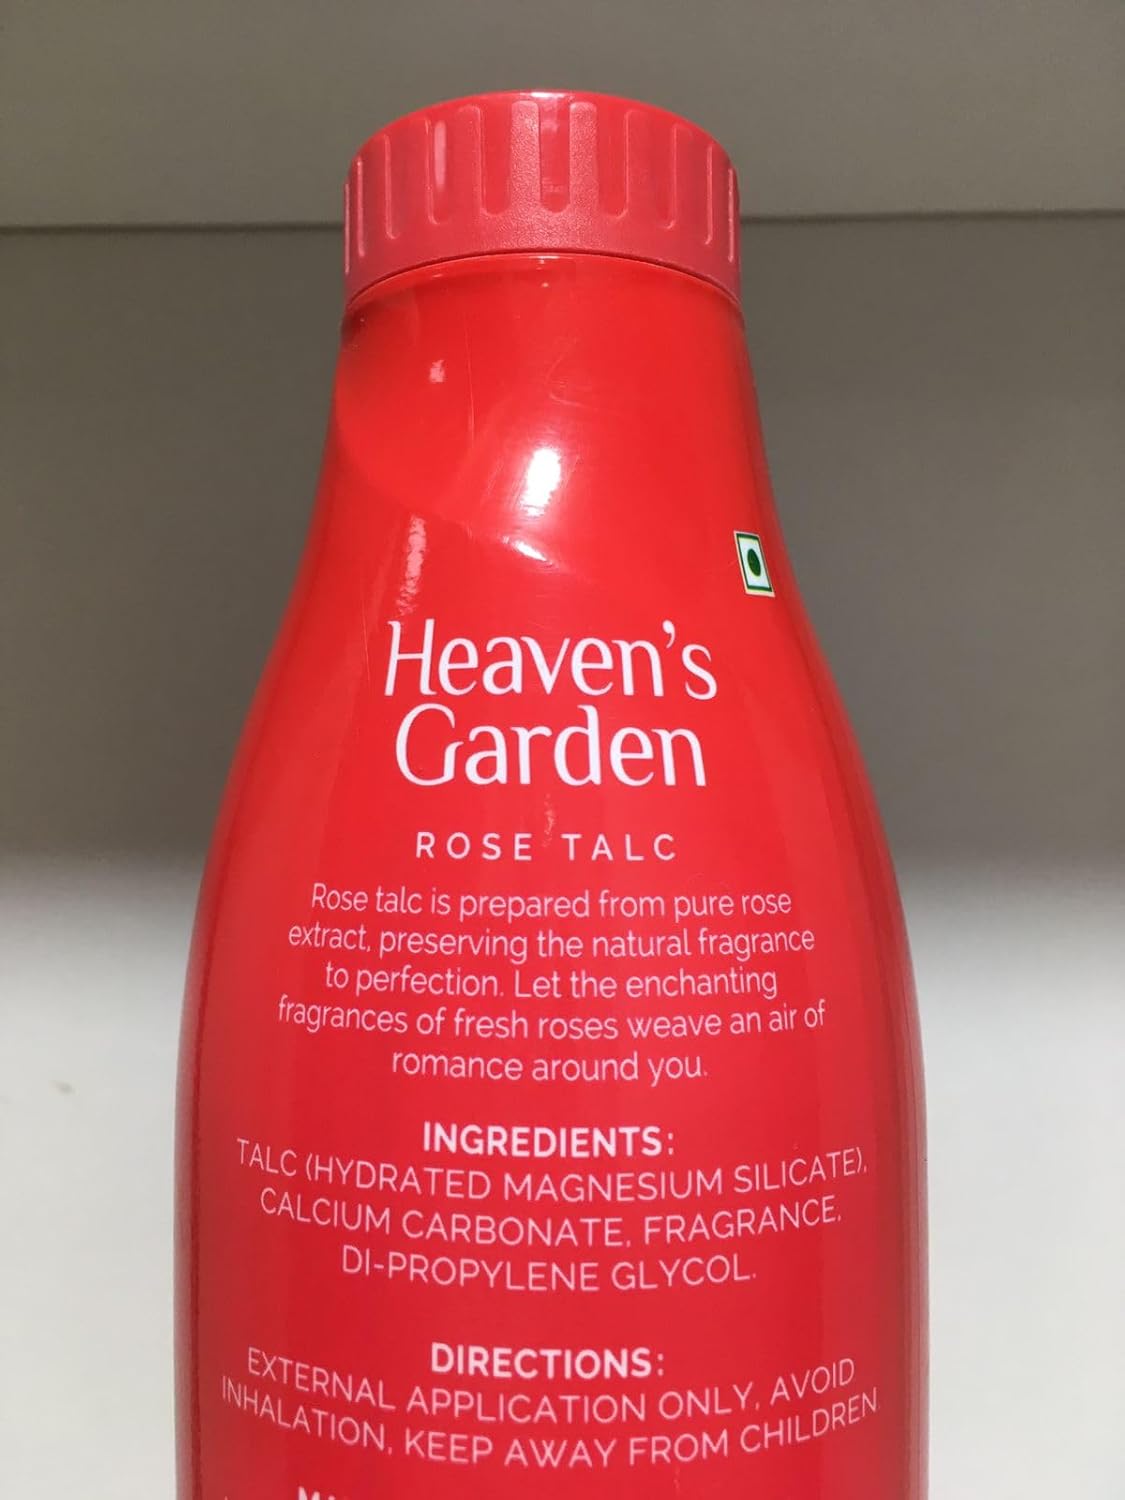 Heaven's
Garden
ROSE TALC
Rose talc is prepared from pure rose
extract, preserving the natural fragrance
to perfection. Let the enchanting
fragrances of fresh roses weave an air of
romance around you.
INGREDIENTS:
TALC (HYDRATED MAGNESIUM SILICATE),
CALCIUM CARBONATE, FRAGRANCE,
DI-PROPYLENE GLYCOL.
DIRECTIONS:
EXTERNAL APPLICATION ONLY, AVOID
INHALATION, KEEP AWAY FROM CHILDREN.